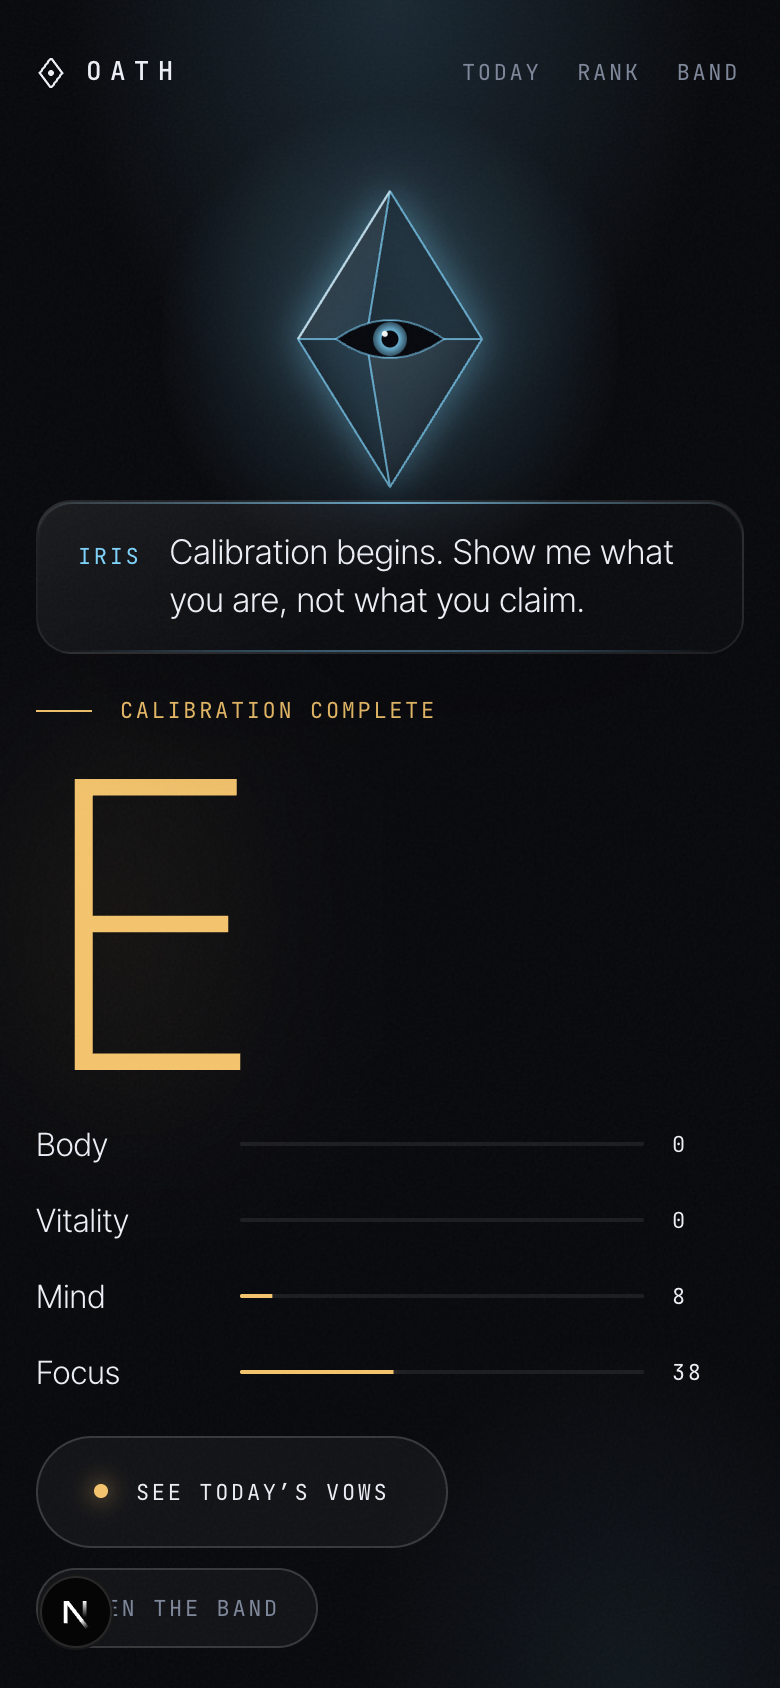 OATH
TODAY RANK BAND
IRIS Calibration begins. Show me what
you are, not what you claim.
CALIBRATION COMPLETE
E
Body 0
Vitality 0
Mind 8
Focus 38
SEE TODAY’S VOWS
N THE BAND